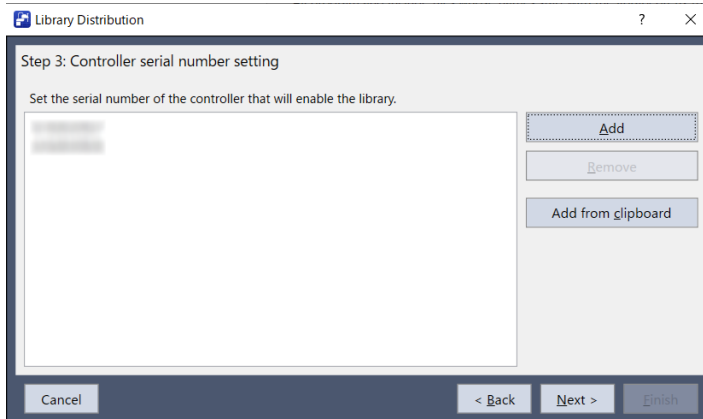 Library Distribution
?
Step 3: Controller serial number setting
Set the serial number of the controller that will enable the library.
Add
Remove
Add from clipboard
Cancel
< Back
Next >
Finish